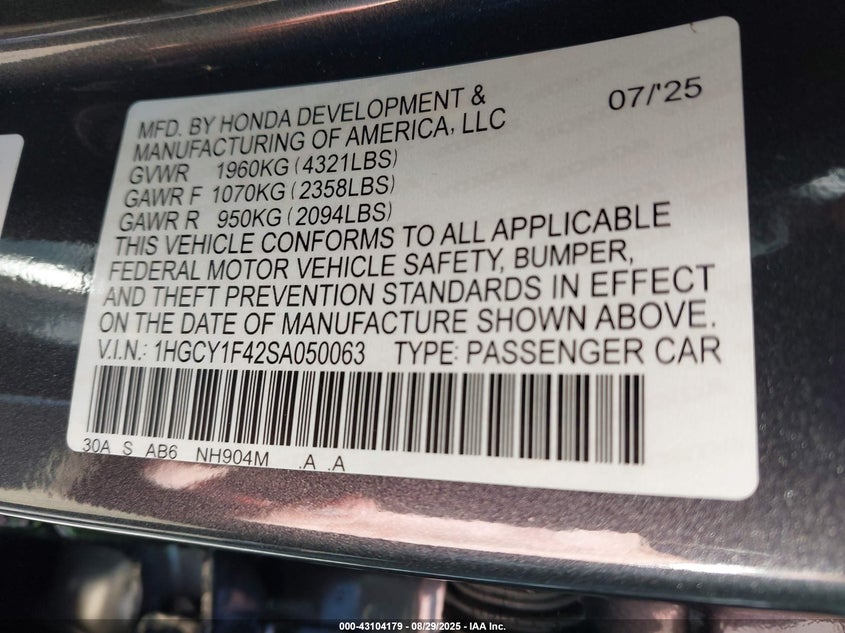 07/'25
MFD. BY HONDA DEVELOPMENT &
MANUFACTURING OF AMERICA, LLC
GVWR 1960KG (4321LBS)
GAWR F 1070KG (2358LBS)
GAWR R 950KG (2094LBS)
THIS VEHICLE CONFORMS TO ALL APPLICABLE
FEDERAL MOTOR VEHICLE SAFETY, BUMPER,
AND THEFT PREVENTION STANDARDS IN EFFECT
ON THE DATE OF MANUFACTURE SHOWN ABOVE.
V.I.N.: 1HGCY1F42SA050063 TYPE: PASSENGER CAR
30A S AB6 NH904M .A .A
000-43104179 - 08/29/2025 - IAA Inc.